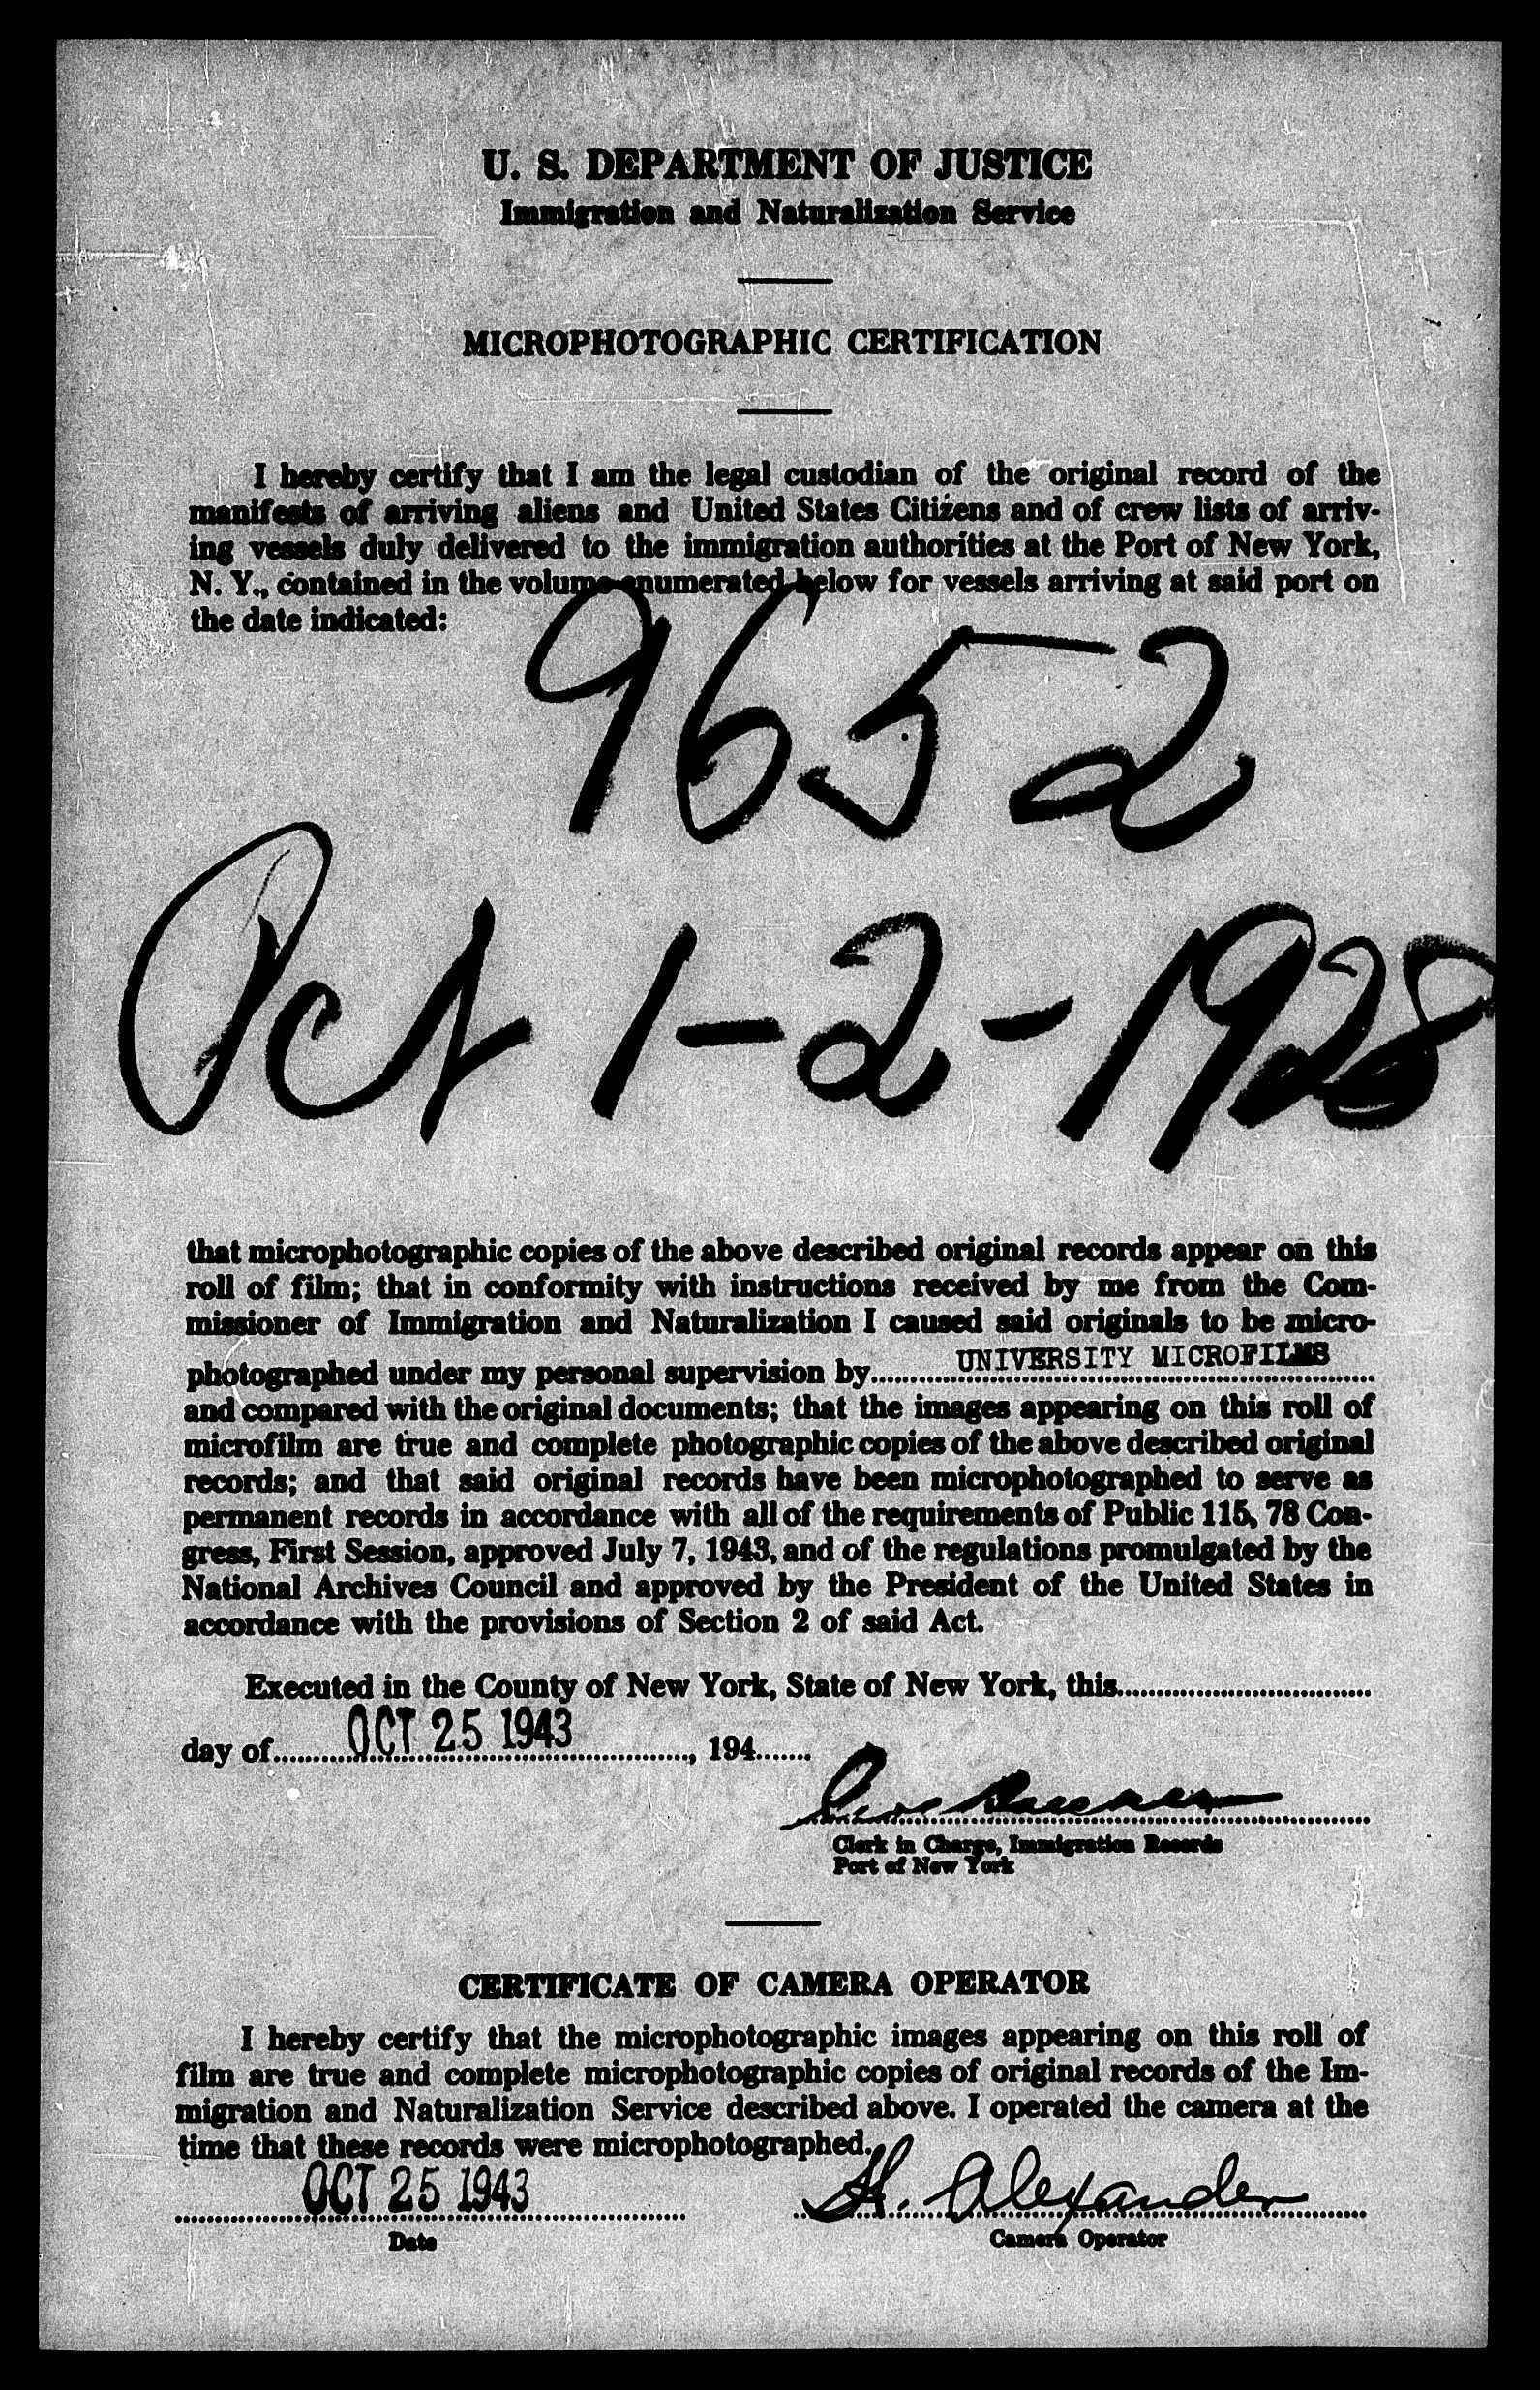 U. S. DEPARTMENT OF JUSTICE
Immigration and Naturalization Service
MICROPHOTOGRAPHIC CERTIFICATION
I hereby certify that I am the legal custodian of the original record of the
manifests of arriving aliens and United States Citizens and of crew lists of arriv-
ing vessels duly delivered to the immigration authorities at the Port of New York,
N. Y., contained in the volume enumerated below for vessels arriving at said port on
the date indicated:
9652
Oct 1-2-1928
that microphotographic copies of the above described original records appear on this
roll of film; that in conformity with instructions received by me from the Com-
missioner of Immigration and Naturalization I caused said originals to be micro-
photographed under my personal supervision by UNIVERSITY MICROFILMS
and compared with the original documents; that the images appearing on this roll of
microfilm are true and complete photographic copies of the above described original
records; and that said original records have been microphotographed to serve as
permanent records in accordance with all of the requirements of Public 115, 78 Con-
gress, First Session, approved July 7, 1943, and of the regulations promulgated by the
National Archives Council and approved by the President of the United States in
accordance with the provisions of Section 2 of said Act.
Executed in the County of New York, State of New York, this
day of OCT 25 1943, 194
Clerk in Charge, Immigration Records
Port of New York
CERTIFICATE OF CAMERA OPERATOR
I hereby certify that the microphotographic images appearing on this roll of
film are true and complete microphotographic copies of original records of the Im-
migration and Naturalization Service described above. I operated the camera at the
time that these records were microphotographed.
OCT 25 1943 H. Alexander
Date Camera Operator